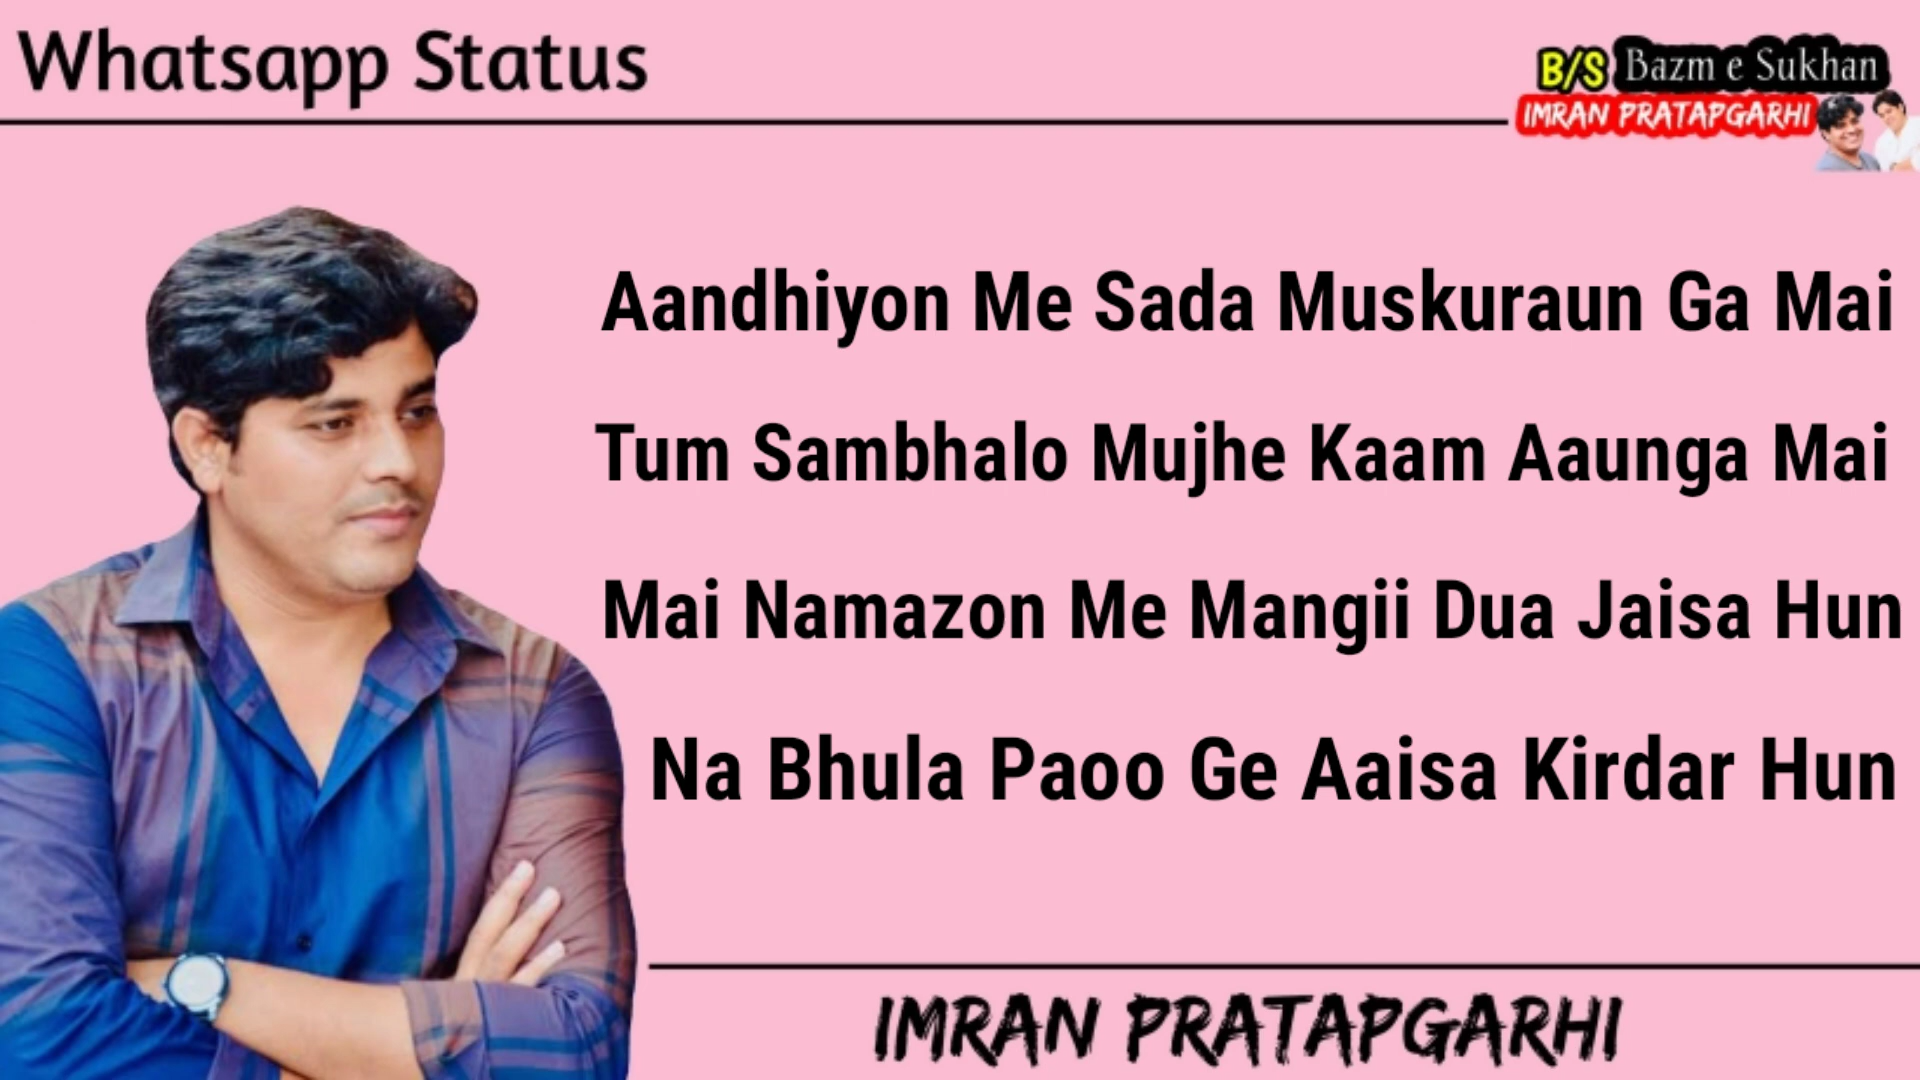 Whatsapp Status
B/S Bazm e Sukhan
IMRAN PRATAPGARHI
Aandhiyon Me Sada Muskuraun Ga Mai
Tum Sambhalo Mujhe Kaam Aaunga Mai
Mai Namazon Me Mangii Dua Jaisa Hun
Na Bhula Paoo Ge Aaisa Kirdar Hun
IMRAN PRATAPGARHI